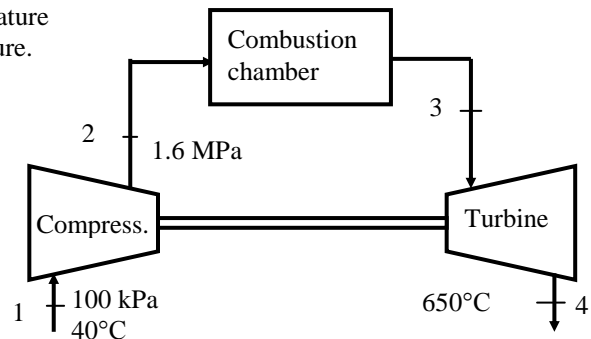 ature
ure.
Combustion
chamber
2
1.6 MPa
3
Compress.
Turbine
1
100 kPa
40°C
650°C
4